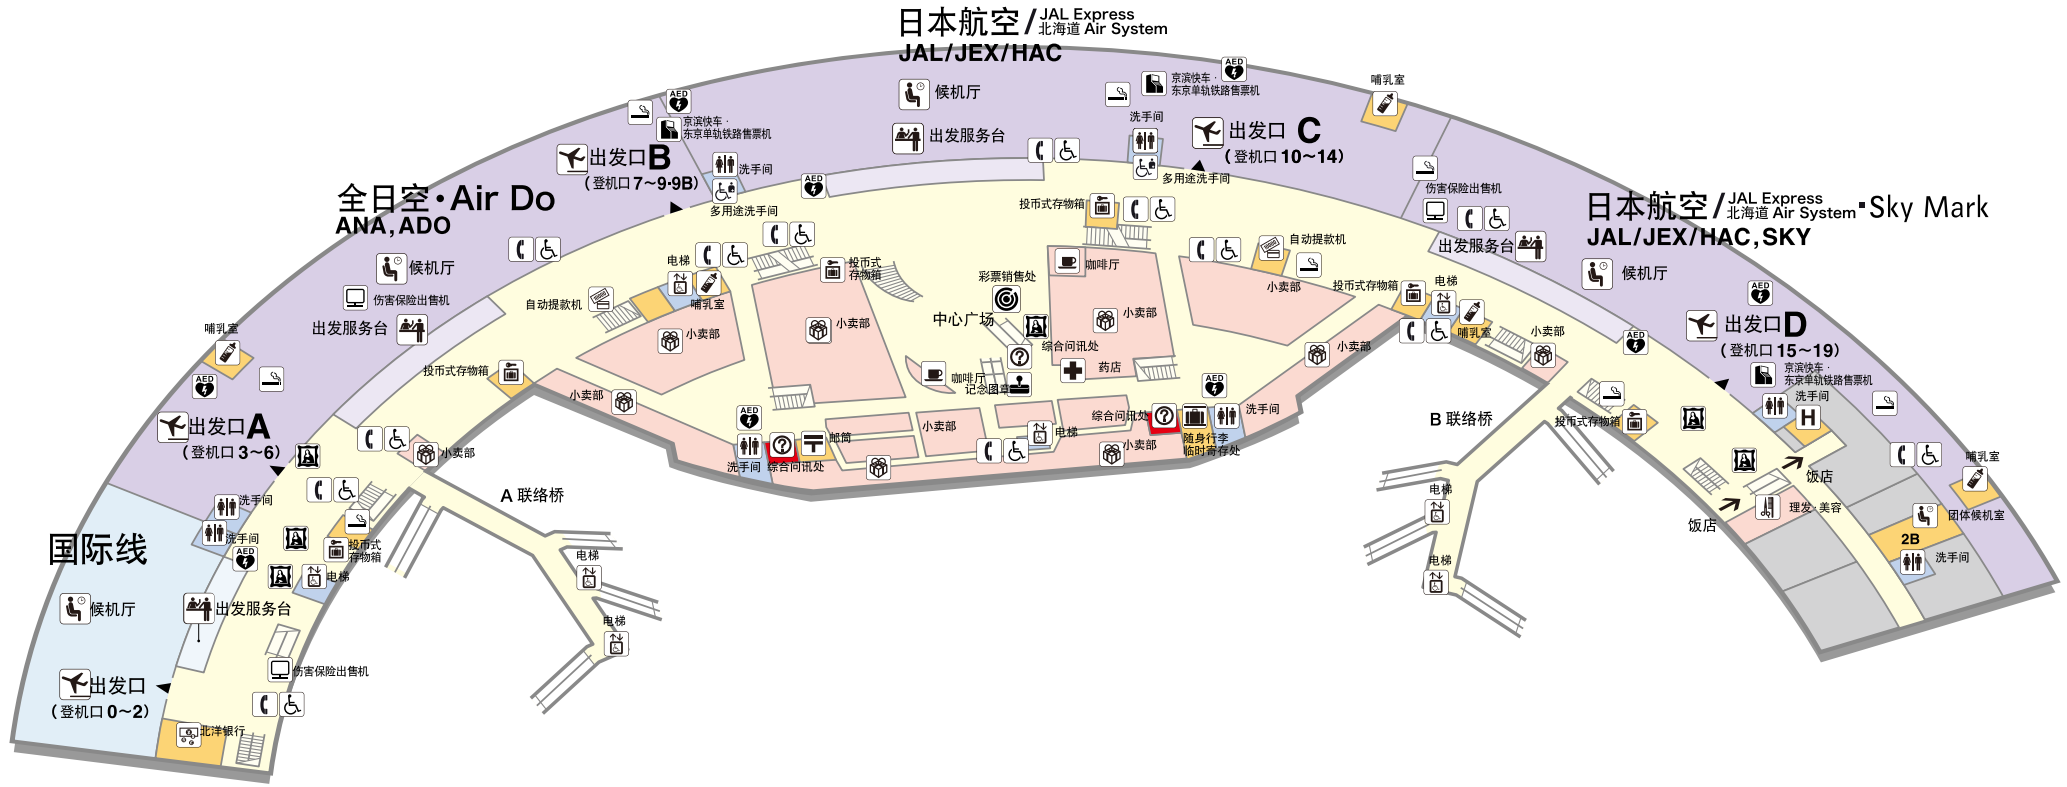 日本航空/JAL Express
北海道 Air System
JAL/JEX/HAC
候机厅
出发服务台
AED
京滨快车·
东京单轨铁路售票机
洗手间
多用途洗手间
出发口 C
(登机口 10～14)
哺乳室
AED
京滨快车·
东京单轨铁路售票机
出发口B
(登机口 7～9·9B)
洗手间
多用途洗手间
AED
全日空·Air Do
ANA, ADO
候机厅
伤害保险出售机
出发服务台
哺乳室
AED
出发口A
(登机口 3～6)
伤害保险出售机
出发服务台
日本航空/JAL Express
北海道 Air System·Sky Mark
JAL/JEX/HAC, SKY
候机厅
AED
出发口D
(登机口 15～19)
京滨快车·
东京单轨铁路售票机
洗手间
H
AED
投币式存物箱
自动提款机
小卖部
咖啡厅
彩票销售处
中心广场
小卖部
综合问讯处
药店
咖啡厅
记念图章
投币式
存物箱
小卖部
电梯
哺乳室
自动提款机
小卖部
投币式存物箱
小卖部
AED
洗手间
综合问讯处
邮筒
小卖部
电梯
小卖部
综合问讯处
随身行李
临时寄存处
AED
洗手间
小卖部
投币式存物箱
电梯
哺乳室
小卖部
投币式存物箱
B 联络桥
电梯
电梯
饭店
饭店
理发·美容
哺乳室
团体候机室
2B
洗手间
小卖部
A 联络桥
电梯
电梯
洗手间
洗手间
AED
投币式
存物箱
电梯
国际线
候机厅
出发服务台
出发口
(登机口 0～2)
伤害保险出售机
北洋银行